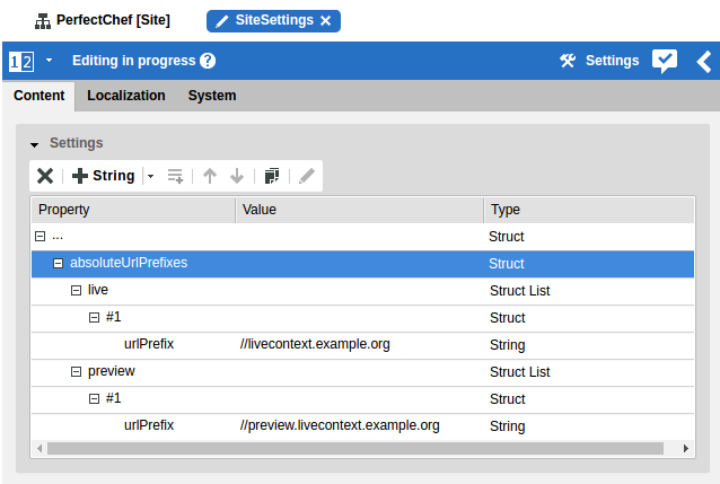 PerfectChef [Site] SiteSettings
12 Editing in progress ? Settings
Content Localization System
Settings
String
Property Value Type
... Struct
absoluteUrlPrefixes Struct
live Struct List
#1 Struct
urlPrefix //livecontext.example.org String
preview Struct List
#1 Struct
urlPrefix //preview.livecontext.example.org String